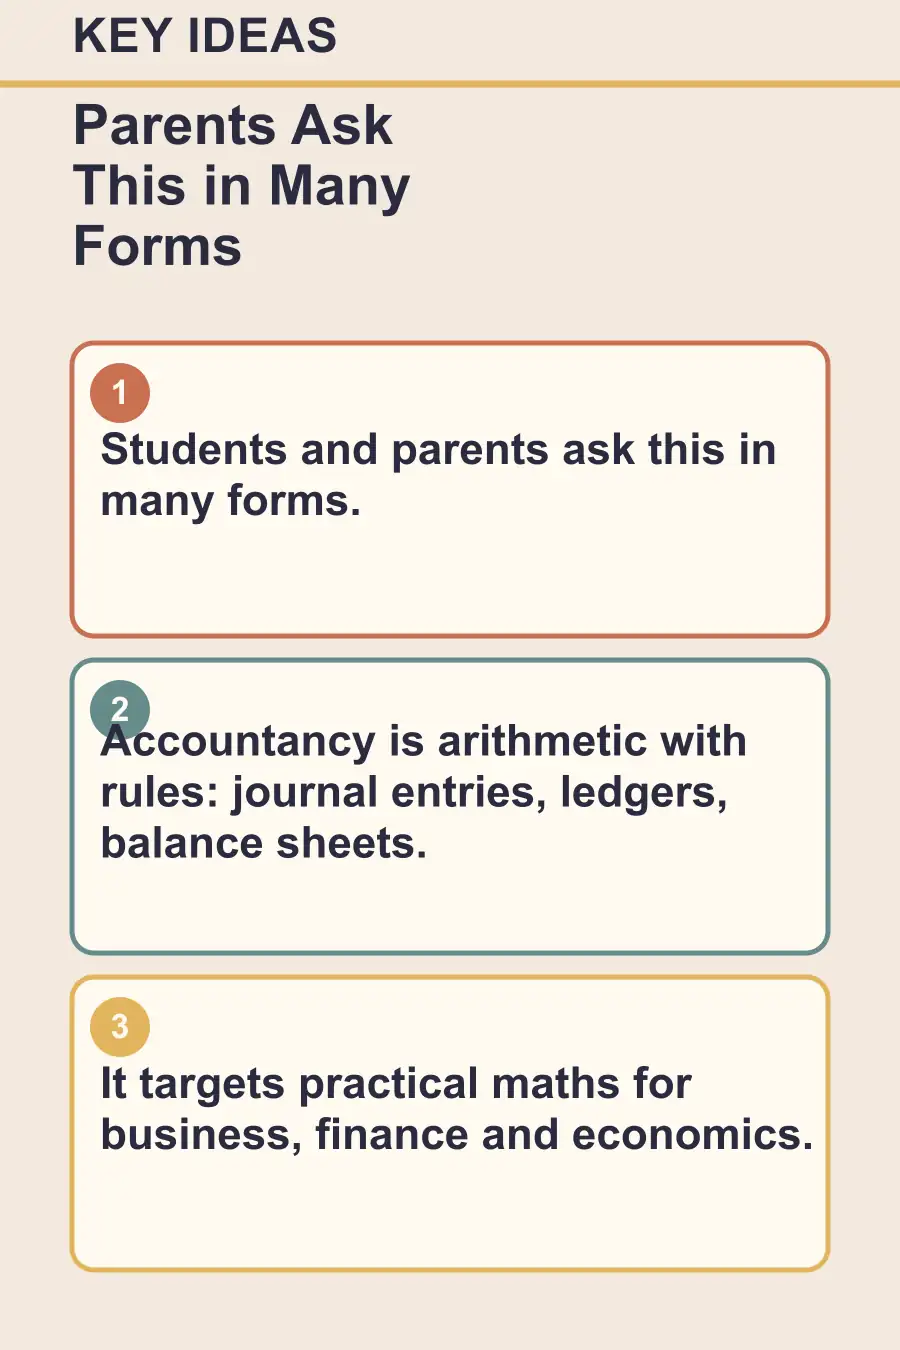 KEY IDEAS
Parents Ask
This in Many
Forms
1
Students and parents ask this in
many forms.
2
Accountancy is arithmetic with
rules: journal entries, ledgers,
balance sheets.
3
It targets practical maths for
business, finance and economics.